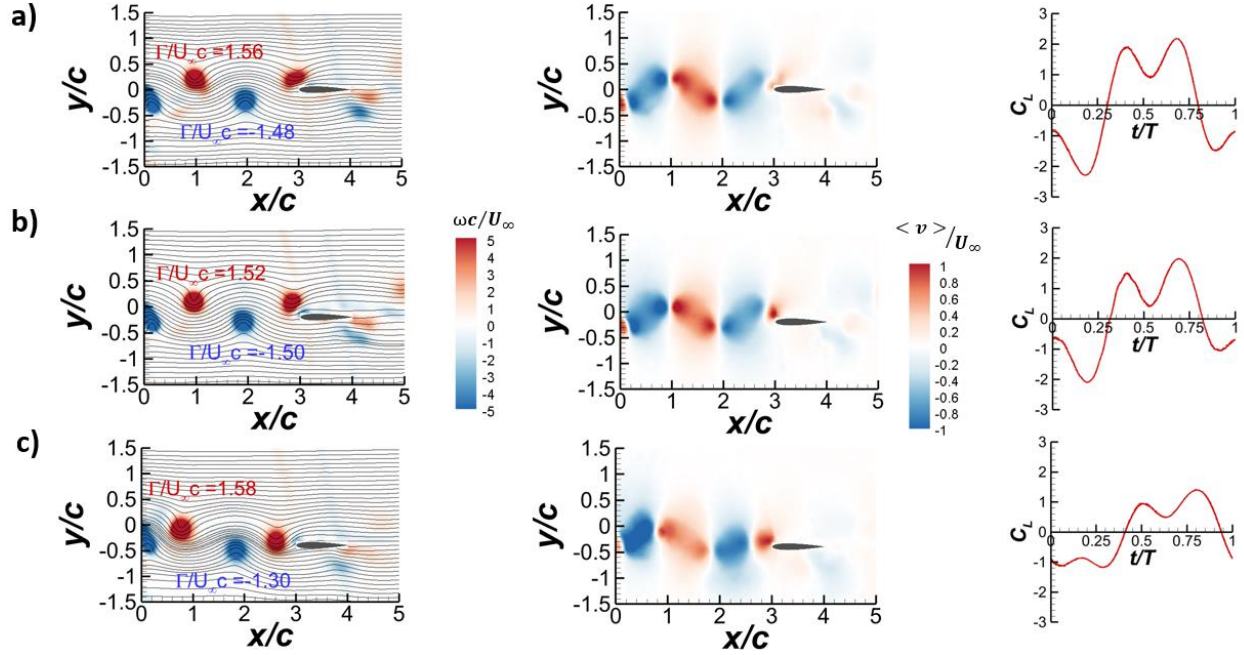 a)
1.5
1
0.5
0
-0.5
-1
-1.5
y/c
Γ/U∞c =1.56
Γ/U∞c =-1.48
0 1 2 3 4 5
x/c
1.5
1
0.5
0
-0.5
-1
-1.5
y/c
0 1 2 3 4 5
x/c
3
2
1
0
-1
-2
-3
C_L
0 0.25 0.5 0.75 1
t/T
b)
1.5
1
0.5
0
-0.5
-1
-1.5
y/c
Γ/U∞c =1.52
Γ/U∞c =-1.50
0 1 2 3 4 5
x/c
ωc/U∞
5
4
3
2
1
0
-1
-2
-3
-4
-5
1.5
1
0.5
0
-0.5
-1
-1.5
y/c
0 1 2 3 4 5
x/c
< v >/U∞
1
0.8
0.6
0.4
0.2
0
-0.2
-0.4
-0.6
-0.8
-1
3
2
1
0
-1
-2
-3
C_L
0 0.25 0.5 0.75 1
t/T
c)
1.5
1
0.5
0
-0.5
-1
-1.5
y/c
Γ/U∞c =1.58
Γ/U∞c =-1.30
0 1 2 3 4 5
x/c
1.5
1
0.5
0
-0.5
-1
-1.5
y/c
0 1 2 3 4 5
x/c
3
2
1
0
-1
-2
-3
C_L
0 0.25 0.5 0.75 1
t/T